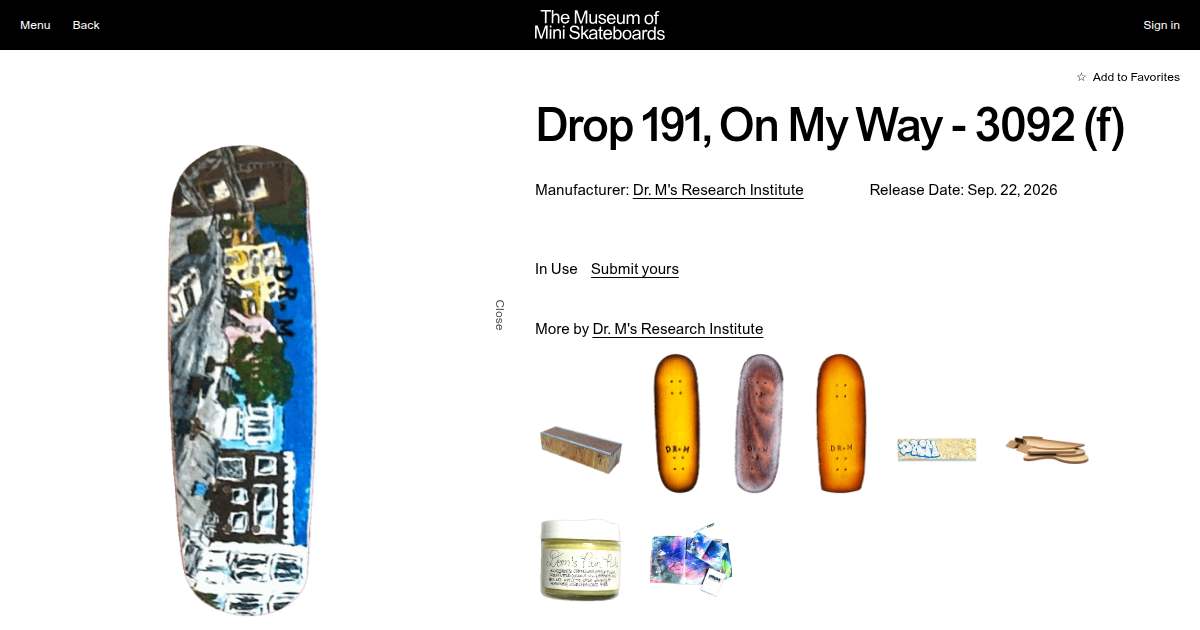 Menu
Back
The Museum of
Mini Skateboards
Sign in
☆ Add to Favorites
Drop 191, On My Way - 3092 (f)
Manufacturer: Dr. M's Research Institute
Release Date: Sep. 22, 2026
In Use Submit yours
Close
More by Dr. M's Research Institute
DR•M
DR•M
DR•M